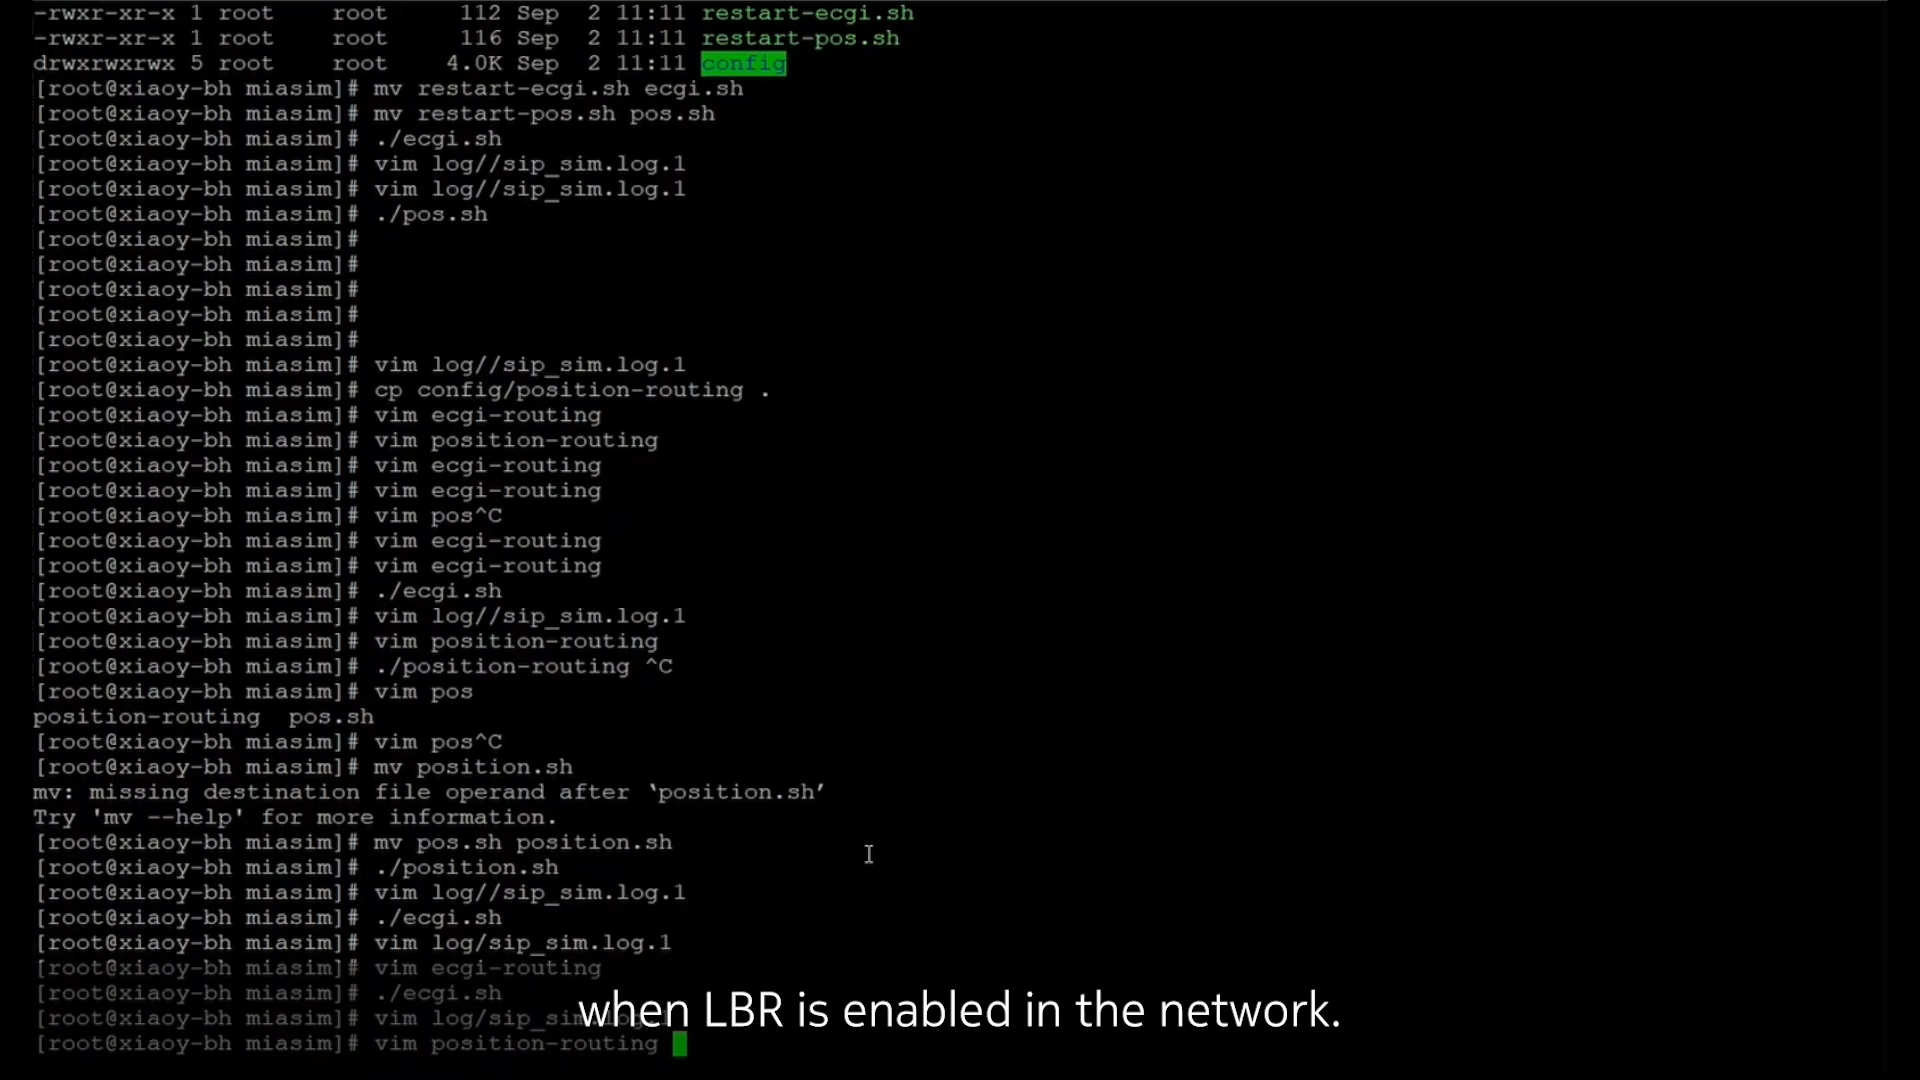 -rwxr-xr-x 1 root    root     112 Sep  2 11:11 restart-ecgi.sh
-rwxr-xr-x 1 root    root     116 Sep  2 11:11 restart-pos.sh
drwxrwxrwx 5 root    root    4.0K Sep  2 11:11 config
[root@xiaoy-bh miasim]# mv restart-ecgi.sh ecgi.sh
[root@xiaoy-bh miasim]# mv restart-pos.sh pos.sh
[root@xiaoy-bh miasim]# ./ecgi.sh
[root@xiaoy-bh miasim]# vim log//sip_sim.log.1
[root@xiaoy-bh miasim]# vim log//sip_sim.log.1
[root@xiaoy-bh miasim]# ./pos.sh
[root@xiaoy-bh miasim]#
[root@xiaoy-bh miasim]#
[root@xiaoy-bh miasim]#
[root@xiaoy-bh miasim]#
[root@xiaoy-bh miasim]#
[root@xiaoy-bh miasim]# vim log//sip_sim.log.1
[root@xiaoy-bh miasim]# cp config/position-routing .
[root@xiaoy-bh miasim]# vim ecgi-routing
[root@xiaoy-bh miasim]# vim position-routing
[root@xiaoy-bh miasim]# vim ecgi-routing
[root@xiaoy-bh miasim]# vim ecgi-routing
[root@xiaoy-bh miasim]# vim pos^C
[root@xiaoy-bh miasim]# vim ecgi-routing
[root@xiaoy-bh miasim]# vim ecgi-routing
[root@xiaoy-bh miasim]# ./ecgi.sh
[root@xiaoy-bh miasim]# vim log//sip_sim.log.1
[root@xiaoy-bh miasim]# vim position-routing
[root@xiaoy-bh miasim]# ./position-routing ^C
[root@xiaoy-bh miasim]# vim pos
position-routing  pos.sh
[root@xiaoy-bh miasim]# vim pos^C
[root@xiaoy-bh miasim]# mv position.sh
mv: missing destination file operand after ‘position.sh’
Try 'mv --help' for more information.
[root@xiaoy-bh miasim]# mv pos.sh position.sh
[root@xiaoy-bh miasim]# ./position.sh
[root@xiaoy-bh miasim]# vim log//sip_sim.log.1
[root@xiaoy-bh miasim]# ./ecgi.sh
[root@xiaoy-bh miasim]# vim log/sip_sim.log.1
[root@xiaoy-bh miasim]# vim ecgi-routing
[root@xiaoy-bh miasim]# ./ecgi.sh
[root@xiaoy-bh miasim]# vim
[root@xiaoy-bh miasim]# vim position-routing
when LBR is enabled in the network.